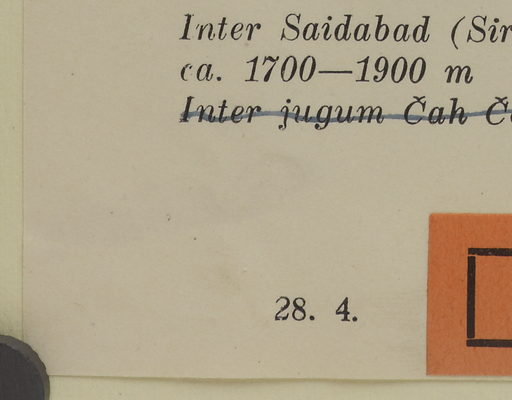 Inter Saidabad (Sir
ca. 1700—1900 m
Inter jugum Čah Č
28. 4.